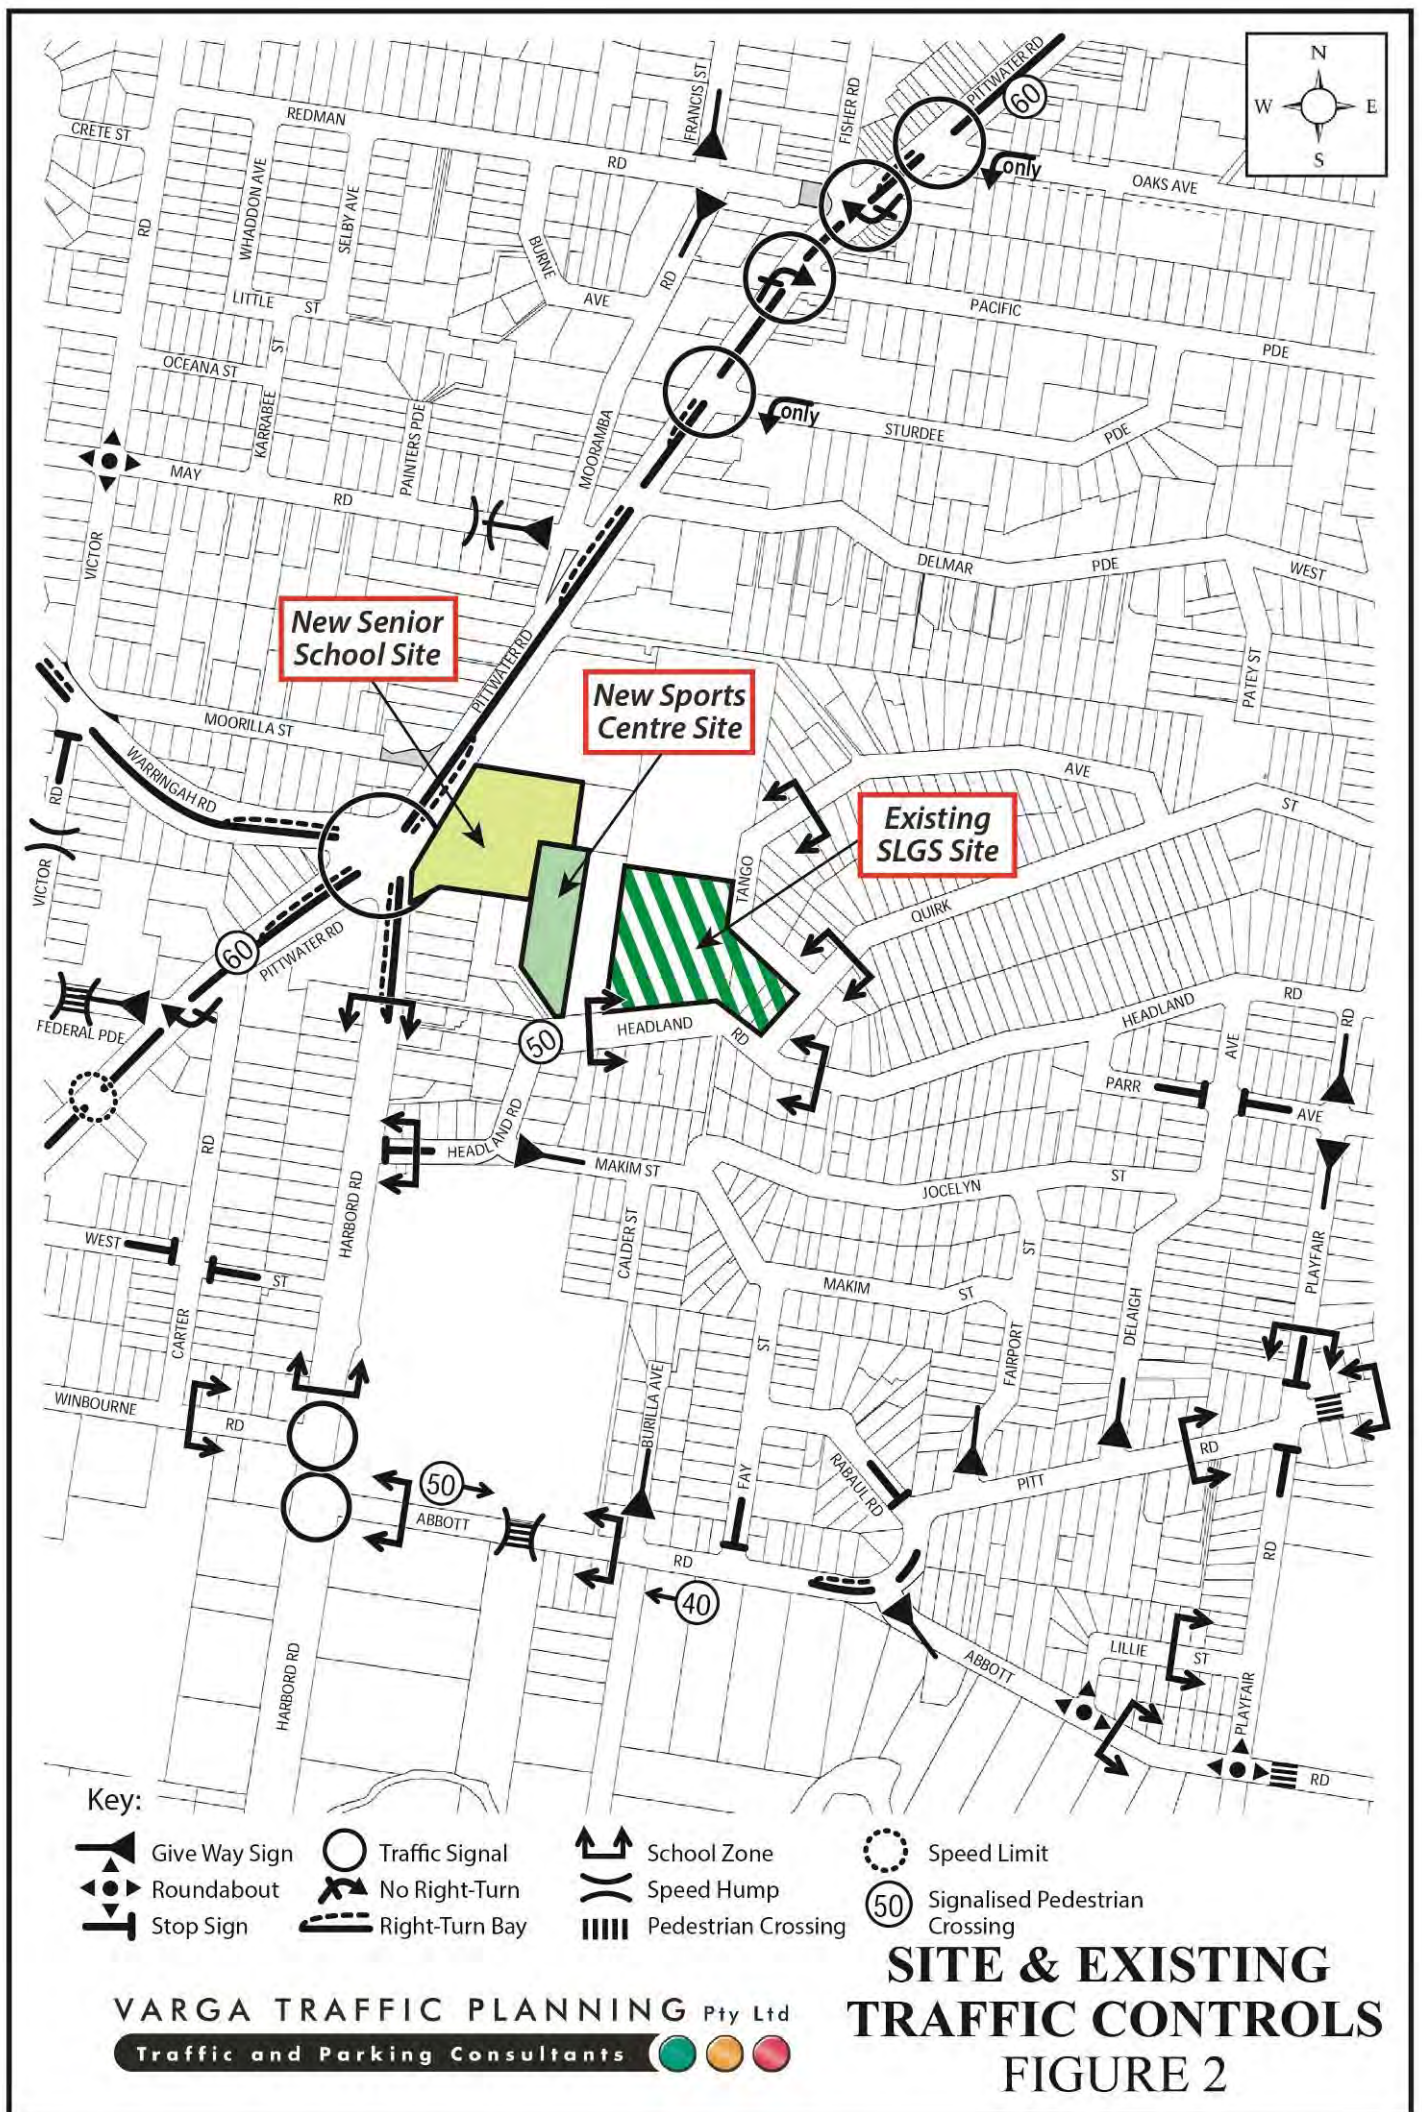 PITTWATER RD
60
N
W E
S
FRANCIS ST
FISHER RD
REDMAN
RD
CRETE ST
only
OAKS AVE
WHADDON AVE
SELBY AVE
RD
BURNE
AVE
RD
LITTLE ST
PACIFIC
PDE
ST
OCEANA ST
KARRABEE
PAINTERS PDE
MOORAMBA
only
STURDEE
PDE
MAY
RD
VICTOR
DELMAR
PDE
WEST
New Senior
School Site
PITTWATER RD
New Sports
Centre Site
PATEY ST
MOORILLA ST
WARRINGAH RD
RD
AVE
ST
Existing
SLGS Site
TANGO
QUIRK
VICTOR
60
PITTWATER RD
FEDERAL PDE
50
HEADLAND
RD
HEADLAND
RD
AVE
RD
PARR
AVE
RD
HEADLAND RD
MAKIM ST
JOCELYN
ST
HARBORD RD
CALDER ST
WEST
ST
MAKIM
ST
ST
PLAYFAIR
CARTER
ST
FAIRPORT
DELAIGH
WINBOURNE
RD
BURILLA AVE
FAY
RABAUL RD
PITT
RD
50
ABBOTT
RD
40
RD
HARBORD RD
ABBOTT
LILLIE
ST
PLAYFAIR
RD
Key:
Give Way Sign
Traffic Signal
School Zone
Speed Limit
Roundabout
No Right-Turn
Speed Hump
50
Signalised Pedestrian
Crossing
Stop Sign
Right-Turn Bay
Pedestrian Crossing
SITE & EXISTING
TRAFFIC CONTROLS
FIGURE 2
VARGA TRAFFIC PLANNING Pty Ltd
Traffic and Parking Consultants